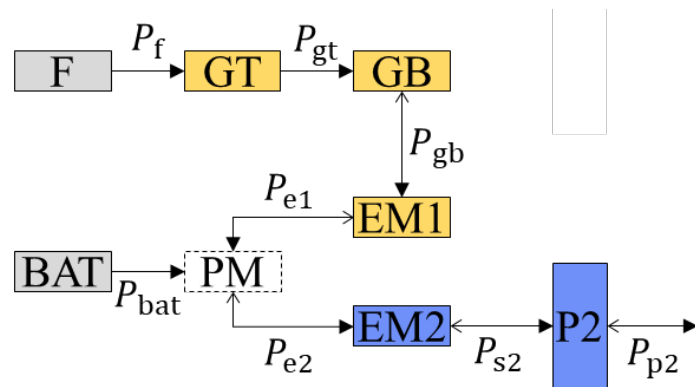 P_f P_gt
F GT GB
P_gb
P_e1
EM1
BAT PM
P_bat
EM2 P2
P_e2 P_s2 P_p2